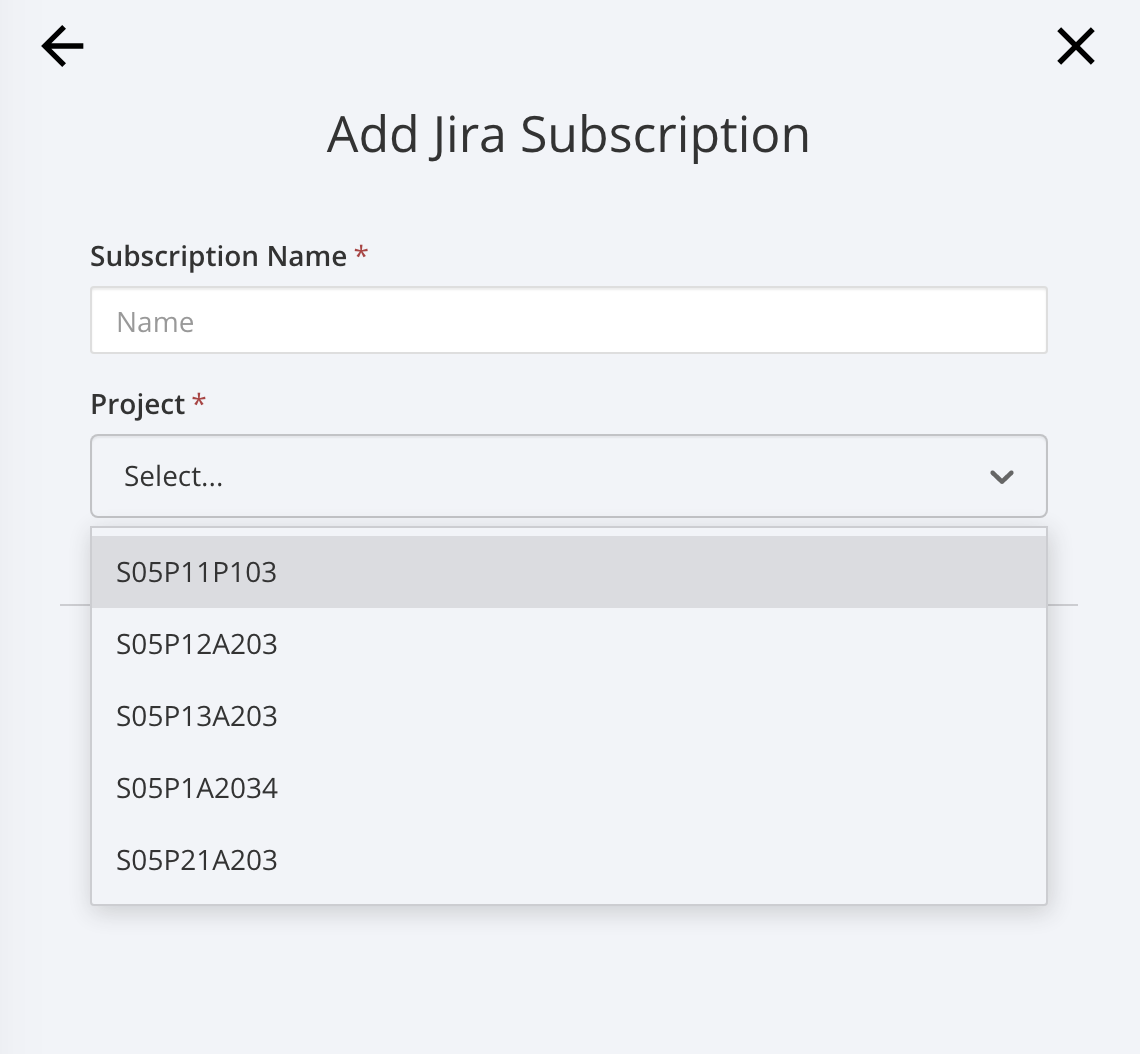 Add Jira Subscription
Subscription Name *
Name
Project *
Select...
S05P11P103
S05P12A203
S05P13A203
S05P1A2034
S05P21A203